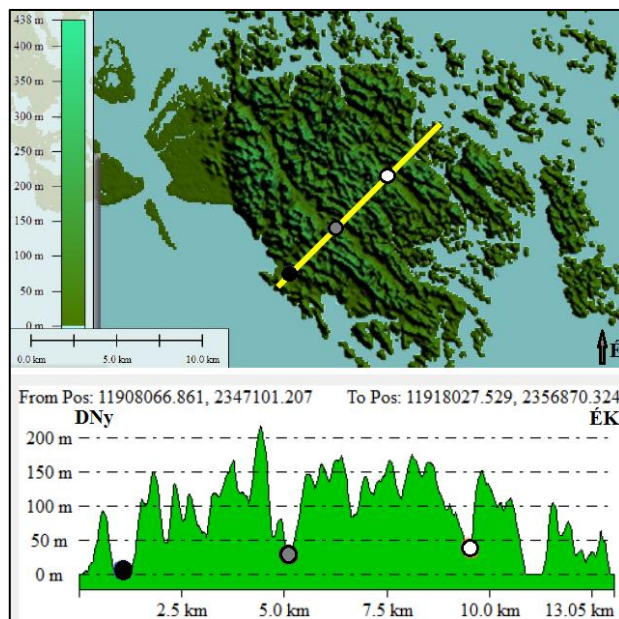 438 m
400 m
350 m
300 m
250 m
200 m
150 m
100 m
50 m
0 m
0.0 km 5.0 km 10.0 km
É
From Pos: 11908066.861, 2347101.207 To Pos: 11918027.529, 2356870.324
DNy ÉK
200 m
150 m
100 m
50 m
0 m
2.5 km 5.0 km 7.5 km 10.0 km 13.05 km